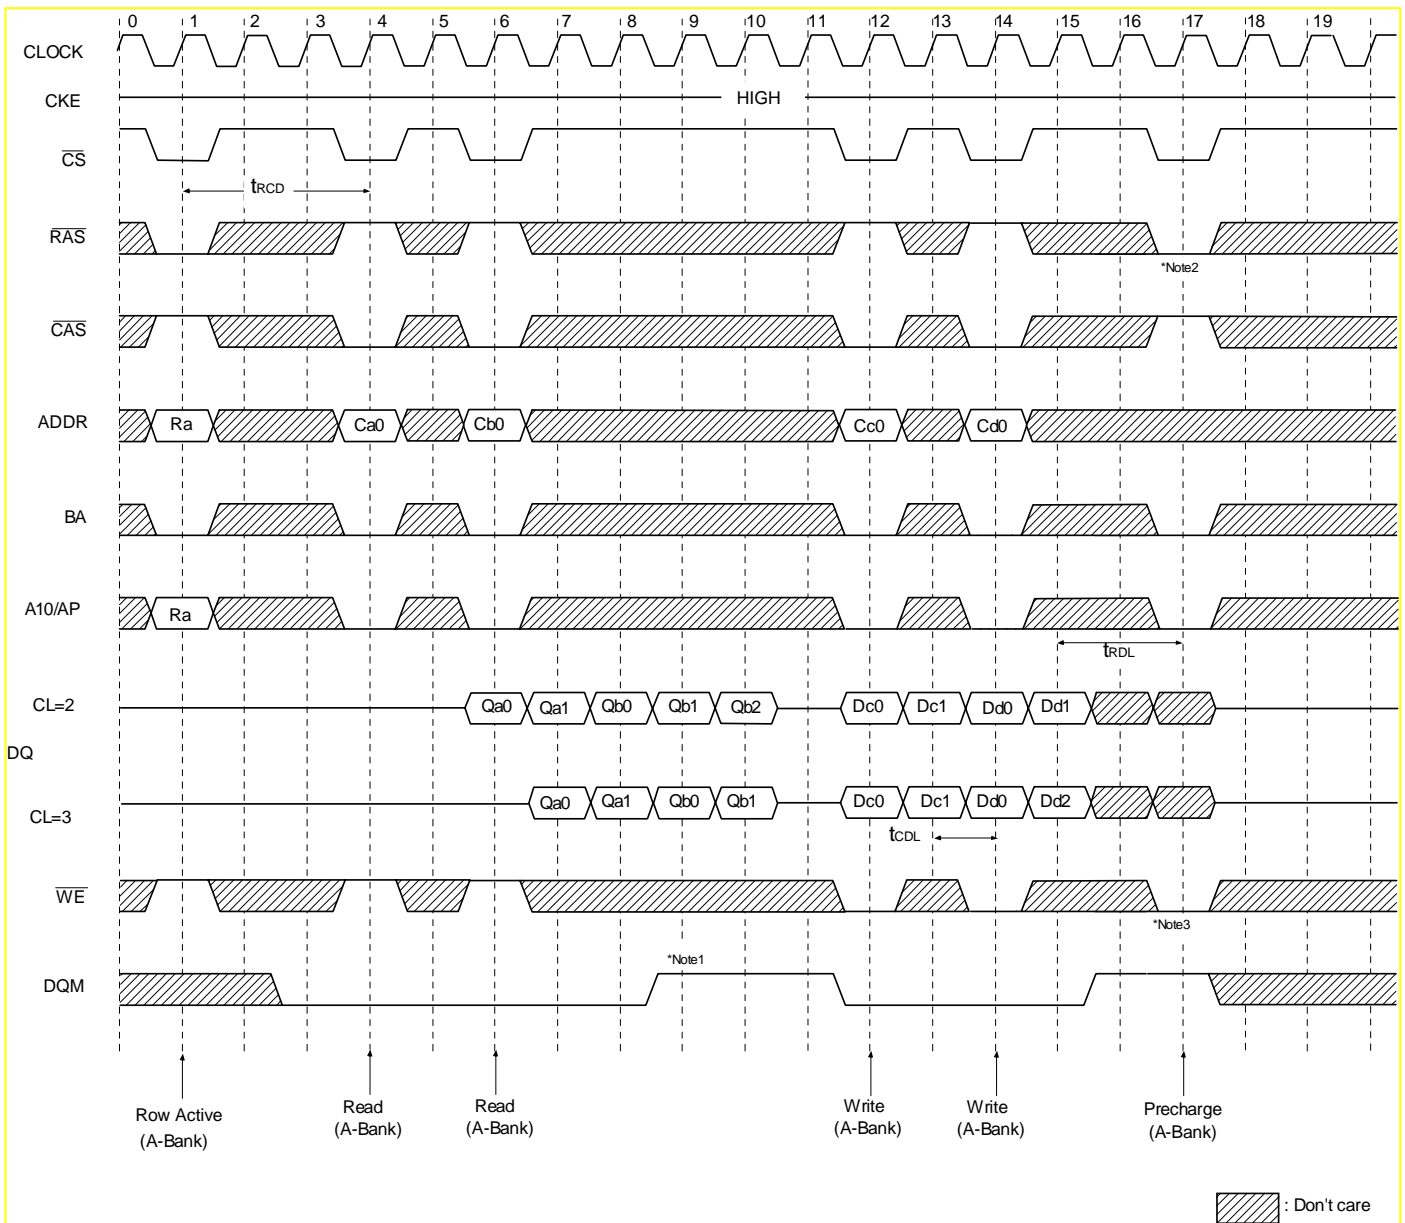 0 1 2 3 4 5 6 7 8 9 10 11 12 13 14 15 16 17 18 19
CLOCK
CKE HIGH
CS
tRCD
RAS
*Note2
CAS
ADDR Ra Ca0 Cb0 Cc0 Cd0
BA
A10/AP Ra
tRDL
CL=2 Qa0 Qa1 Qb0 Qb1 Qb2 Dc0 Dc1 Dd0 Dd1
DQ
CL=3 Qa0 Qa1 Qb0 Qb1 Dc0 Dc1 Dd0 Dd2
tCDL
WE
*Note3
*Note1
DQM
Row Active
(A-Bank)
Read
(A-Bank)
Read
(A-Bank)
Write
(A-Bank)
Write
(A-Bank)
Precharge
(A-Bank)
: Don't care